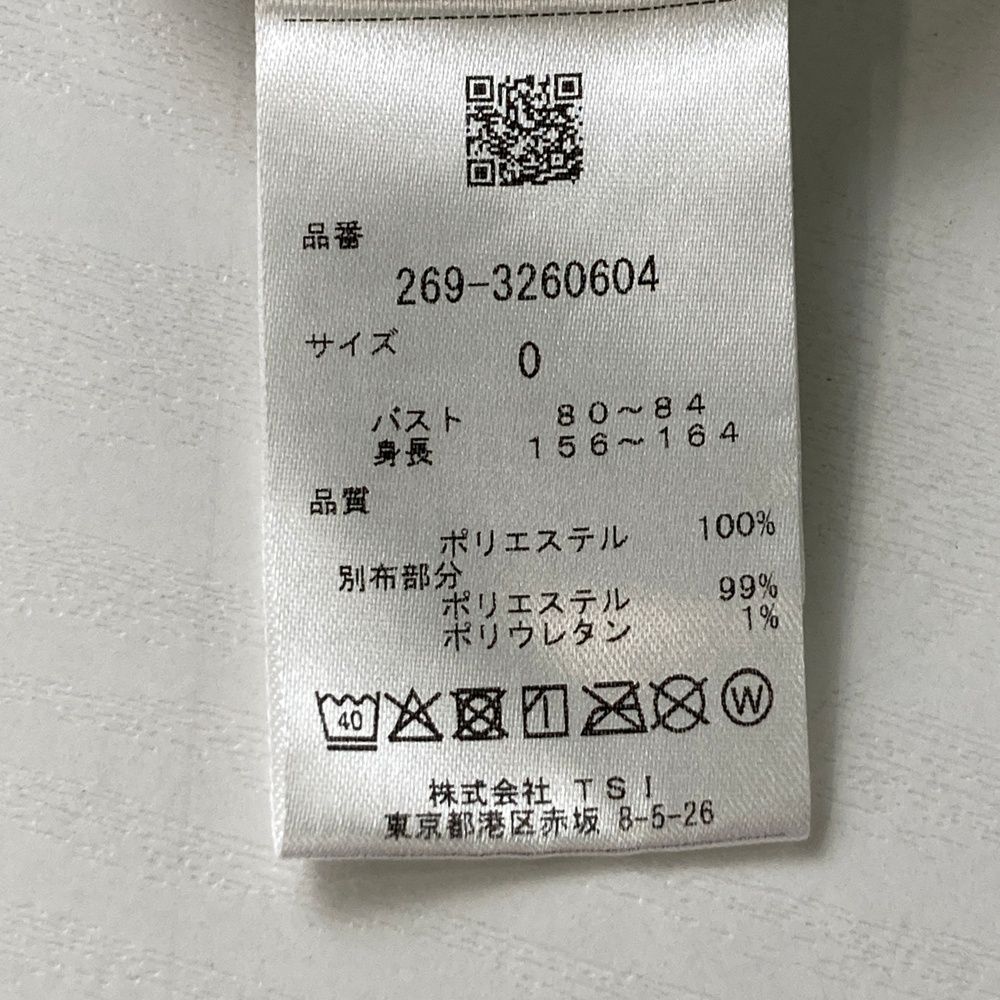 品番
269-3260604
サイズ 0
バスト 80～84
身長 156～164
品質
ポリエステル 100%
別布部分
ポリエステル 99%
ポリウレタン 1%
40 W
株式会社 TSI
東京都港区赤坂 8-5-26